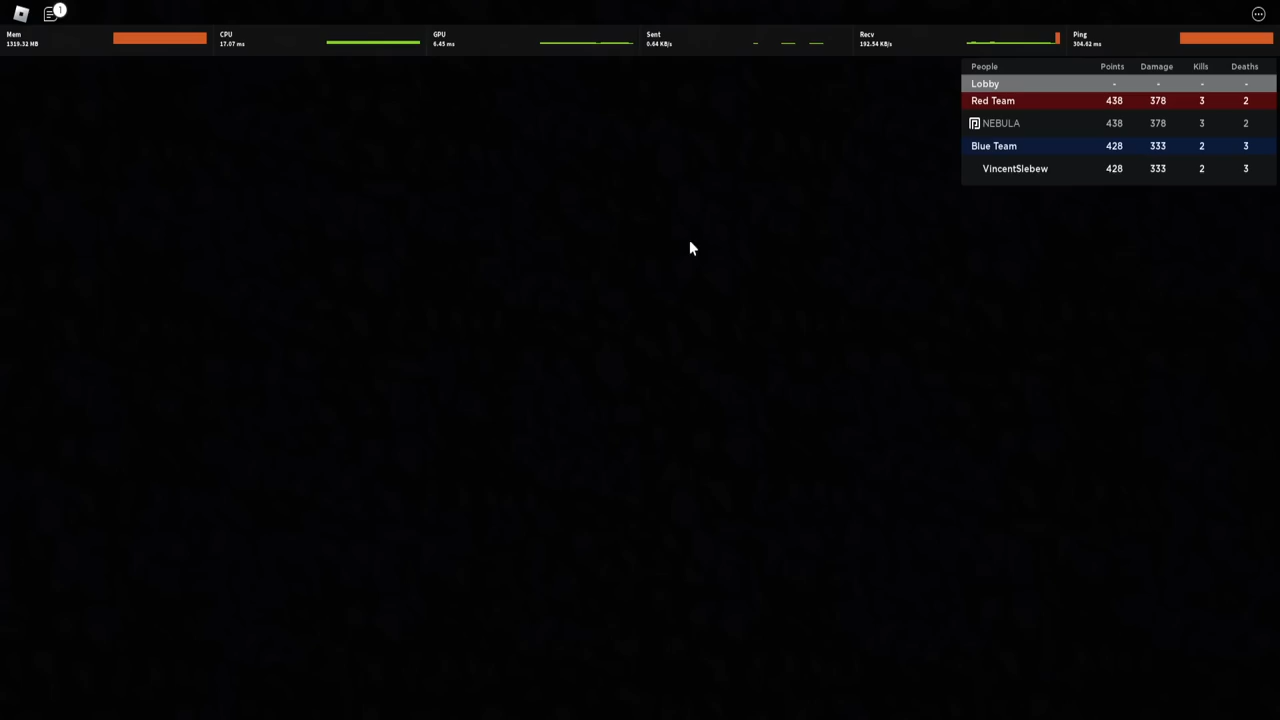 1
Mem CPU GPU Sent Recv Ping
1319.32 MB 17.07 ms 6.45 ms 0.64 KB/s 192.54 KB/s 304.62 ms
People Points Damage Kills Deaths
Lobby - - - -
Red Team 438 378 3 2
NEBULA 438 378 3 2
Blue Team 428 333 2 3
VincentSlebew 428 333 2 3